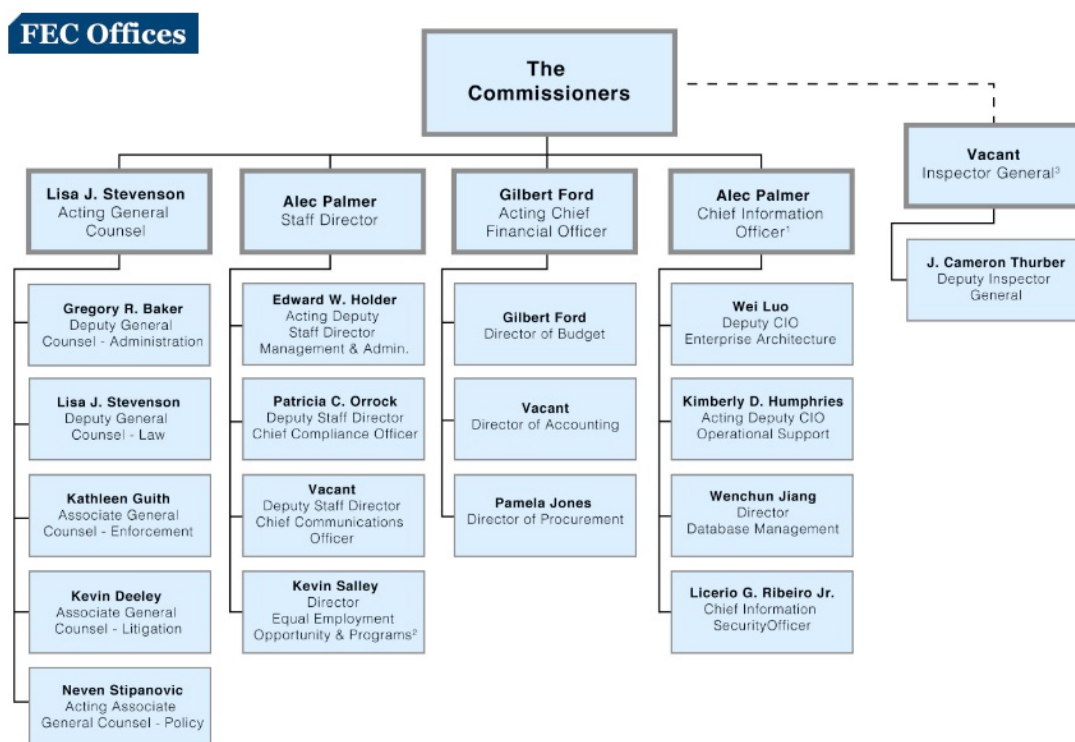 FEC Offices
The
Commissioners
Vacant
Inspector General³
J. Cameron Thurber
Deputy Inspector
General
Lisa J. Stevenson
Acting General
Counsel
Gregory R. Baker
Deputy General
Counsel - Administration
Lisa J. Stevenson
Deputy General
Counsel - Law
Kathleen Guith
Associate General
Counsel - Enforcement
Kevin Deeley
Associate General
Counsel - Litigation
Neven Stipanovic
Acting Associate
General Counsel - Policy
Alec Palmer
Staff Director
Edward W. Holder
Acting Deputy
Staff Director
Management & Admin.
Patricia C. Orrock
Deputy Staff Director
Chief Compliance Officer
Vacant
Deputy Staff Director
Chief Communications
Officer
Kevin Salley
Director
Equal Employment
Opportunity & Programs²
Gilbert Ford
Acting Chief
Financial Officer
Gilbert Ford
Director of Budget
Vacant
Director of Accounting
Pamela Jones
Director of Procurement
Alec Palmer
Chief Information
Officer¹
Wei Luo
Deputy CIO
Enterprise Architecture
Kimberly D. Humphries
Acting Deputy CIO
Operational Support
Wenchun Jiang
Director
Database Management
Licerio G. Ribeiro Jr.
Chief Information
SecurityOfficer